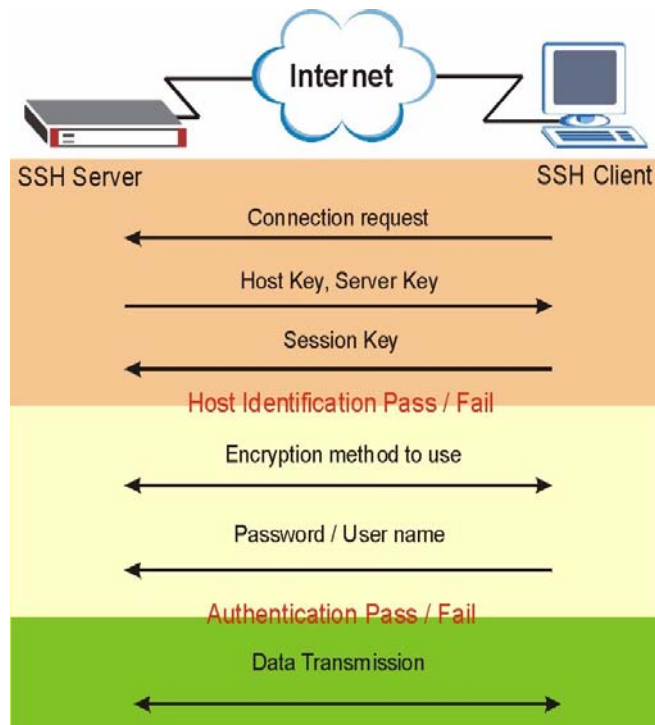 Internet
SSH Server
SSH Client
Connection request
Host Key, Server Key
Session Key
Host Identification Pass / Fail
Encryption method to use
Password / User name
Authentication Pass / Fail
Data Transmission